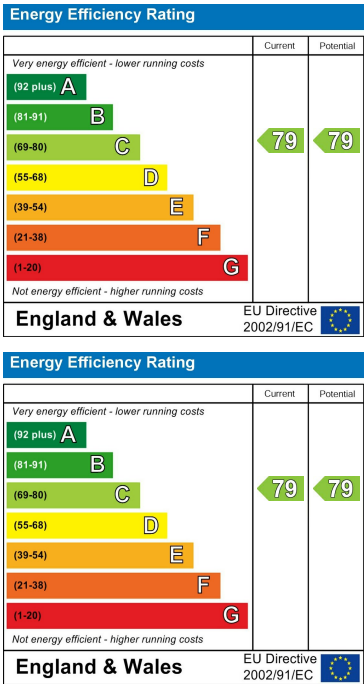 Energy Efficiency Rating
Current Potential
Very energy efficient - lower running costs
(92 plus) A
(81-91) B
(69-80) C 79 79
(55-68) D
(39-54) E
(21-38) F
(1-20) G
Not energy efficient - higher running costs
England & Wales EU Directive
2002/91/EC
Energy Efficiency Rating
Current Potential
Very energy efficient - lower running costs
(92 plus) A
(81-91) B
(69-80) C 79 79
(55-68) D
(39-54) E
(21-38) F
(1-20) G
Not energy efficient - higher running costs
England & Wales EU Directive
2002/91/EC